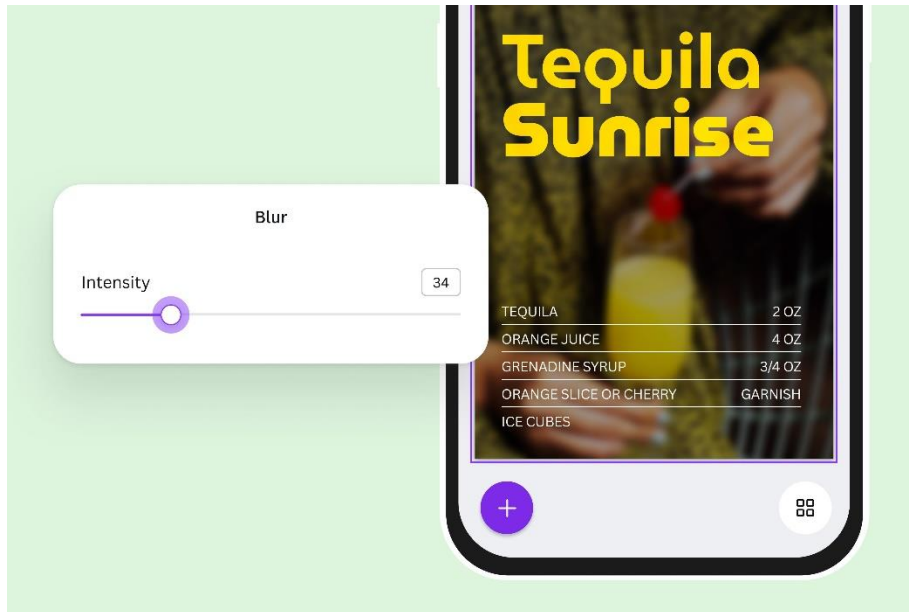 Tequila
Sunrise
Blur
Intensity 34
TEQUILA 2 OZ
ORANGE JUICE 4 OZ
GRENADINE SYRUP 3/4 OZ
ORANGE SLICE OR CHERRY GARNISH
ICE CUBES